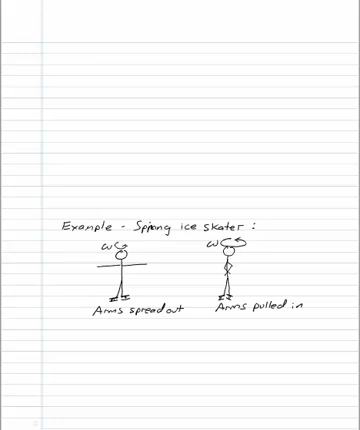 Example - Spinng ice skater :
ω ω
Arms spread out Arms pulled in